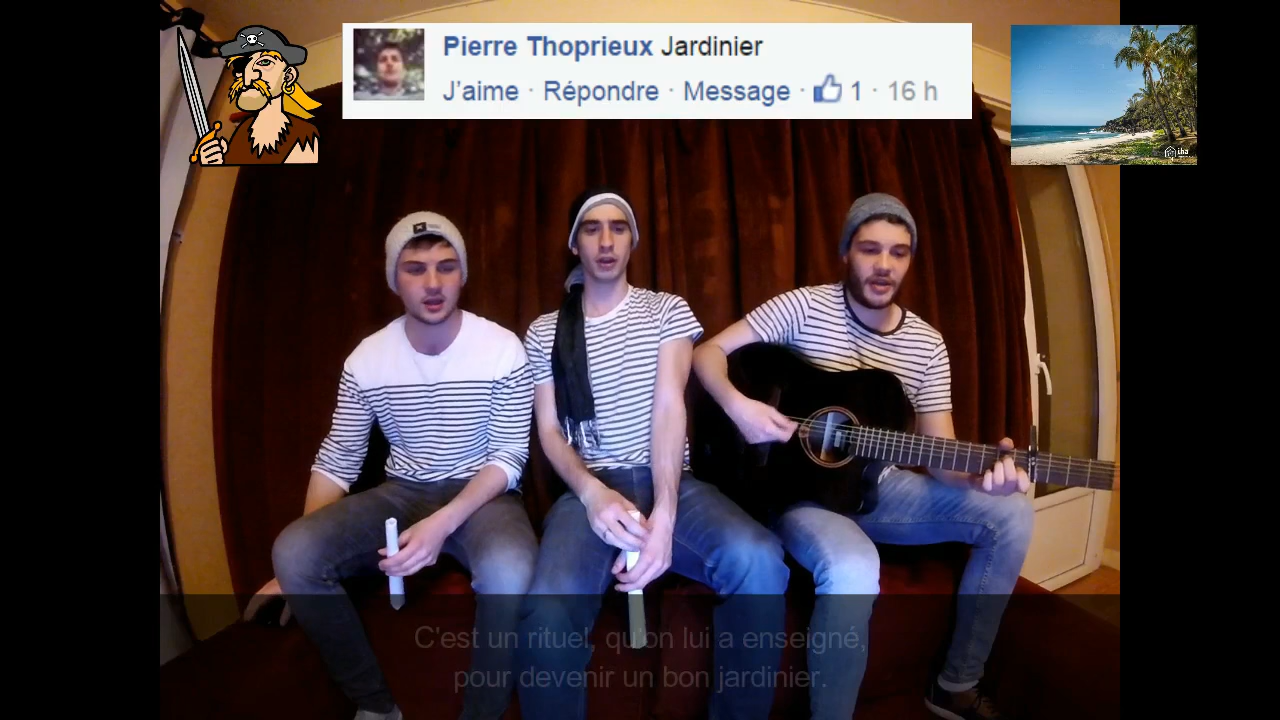 Pierre Thoprieux Jardinier
J'aime · Répondre · Message · 1 · 16 h
iha
C'est un rituel, qu'on lui a enseigné,
pour devenir un bon jardinier.